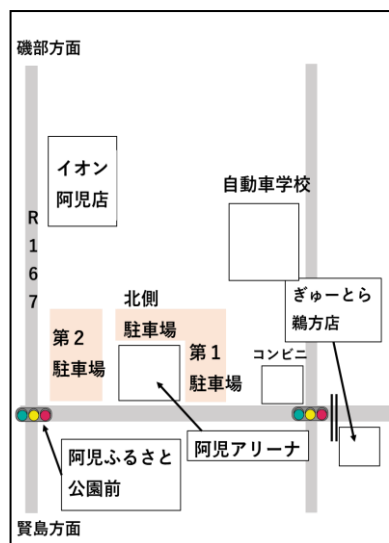 磯部方面
イオン
阿児店
R167
自動車学校
ぎゅーとら
鵜方店
北側
駐車場
第2
駐車場
第1
駐車場
コンビニ
阿児ふるさと
公園前
阿児アリーナ
賢島方面